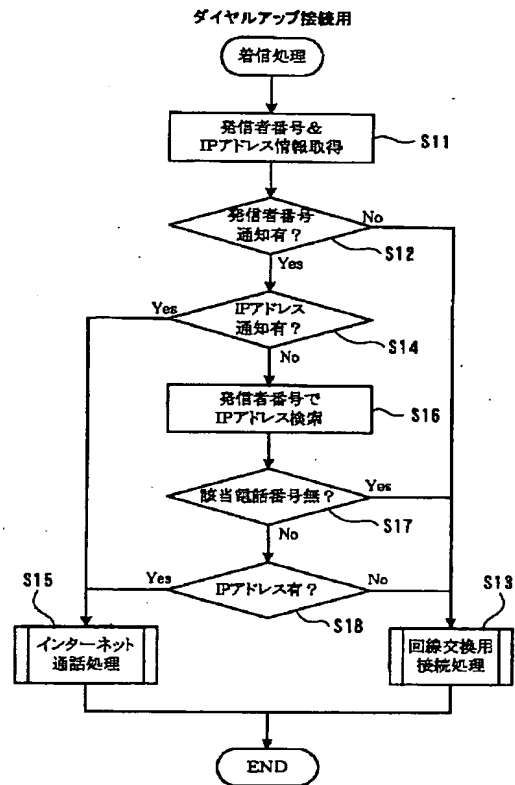 ダイヤルアップ接続用
着信処理
発信者番号&
IPアドレス情報取得
S11
発信者番号
通知有?
No
S12
Yes
Yes
IPアドレス
通知有?
S14
No
発信者番号で
IPアドレス検索
S16
該当電話番号無?
Yes
S17
No
S15
Yes
IPアドレス有?
No
S13
S18
インターネット
通話処理
回線交換用
接続処理
END